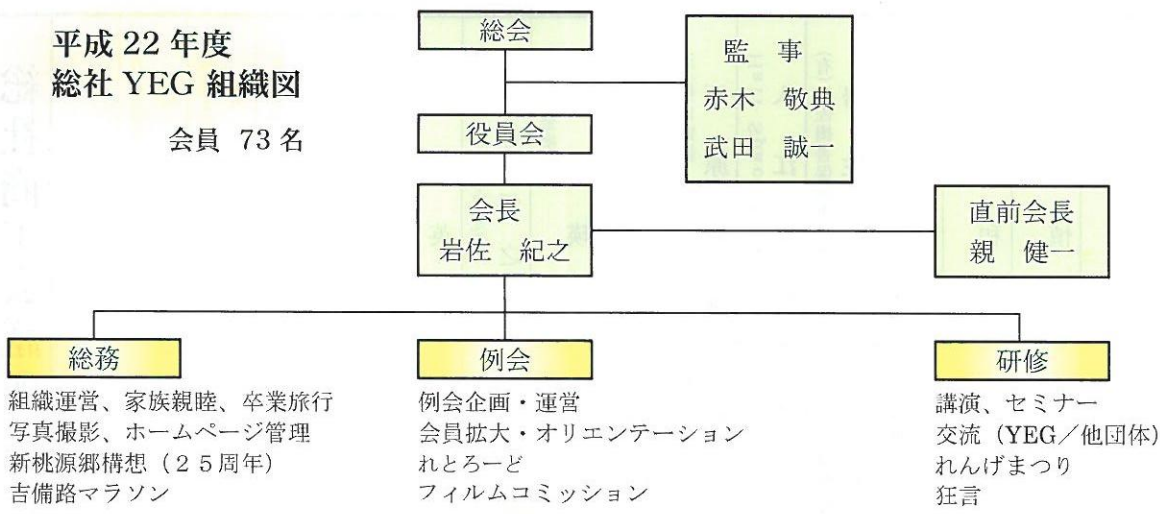 平成 22 年度
総社 YEG 組織図
会員 73 名
総会
監 事
赤木 敬典
武田 誠一
役員会
会長
岩佐 紀之
直前会長
親 健一
総務
組織運営、家族親睦、卒業旅行
写真撮影、ホームページ管理
新桃源郷構想（２５周年）
吉備路マラソン
例会
例会企画・運営
会員拡大・オリエンテーション
れとろーど
フィルムコミッション
研修
講演、セミナー
交流（YEG／他団体）
れんげまつり
狂言